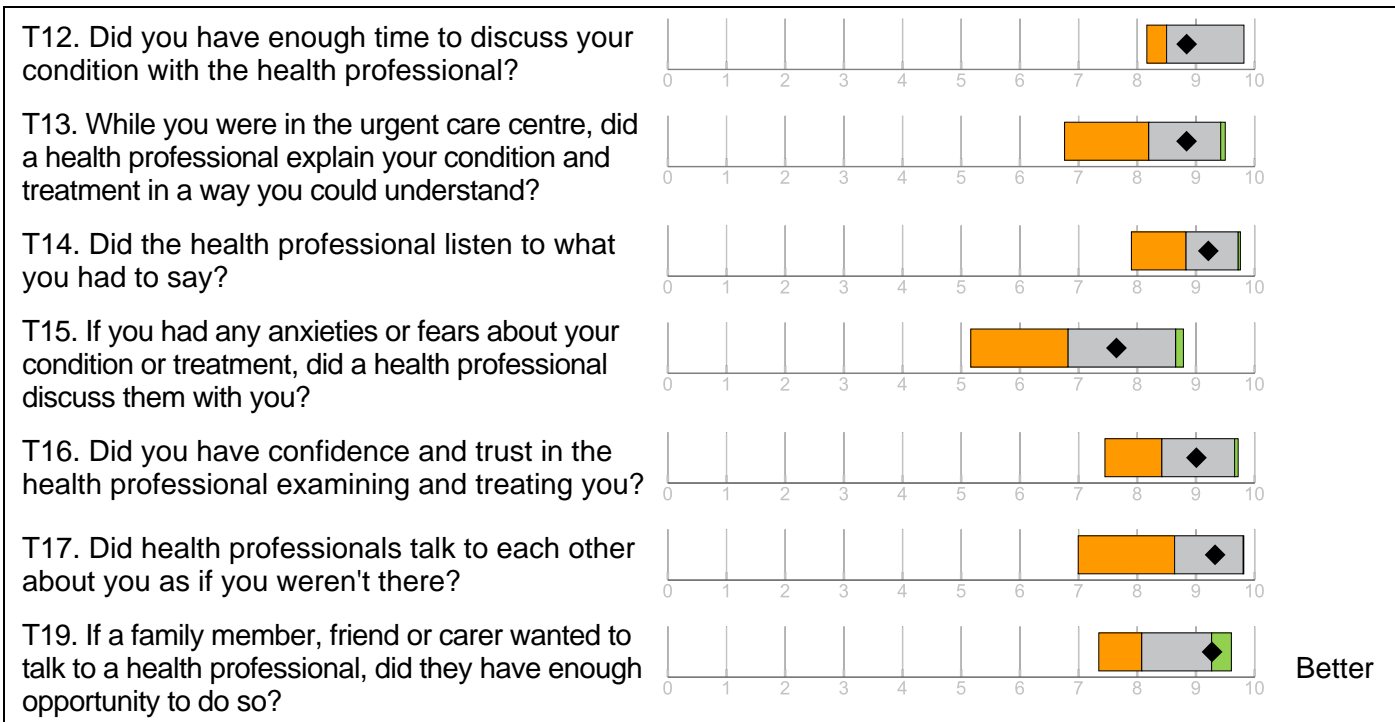 T12. Did you have enough time to discuss your
condition with the health professional?
0 1 2 3 4 5 6 7 8 9 10
T13. While you were in the urgent care centre, did
a health professional explain your condition and
treatment in a way you could understand?
0 1 2 3 4 5 6 7 8 9 10
T14. Did the health professional listen to what
you had to say?
0 1 2 3 4 5 6 7 8 9 10
T15. If you had any anxieties or fears about your
condition or treatment, did a health professional
discuss them with you?
0 1 2 3 4 5 6 7 8 9 10
T16. Did you have confidence and trust in the
health professional examining and treating you?
0 1 2 3 4 5 6 7 8 9 10
T17. Did health professionals talk to each other
about you as if you weren't there?
0 1 2 3 4 5 6 7 8 9 10
T19. If a family member, friend or carer wanted to
talk to a health professional, did they have enough
opportunity to do so?
0 1 2 3 4 5 6 7 8 9 10
Better